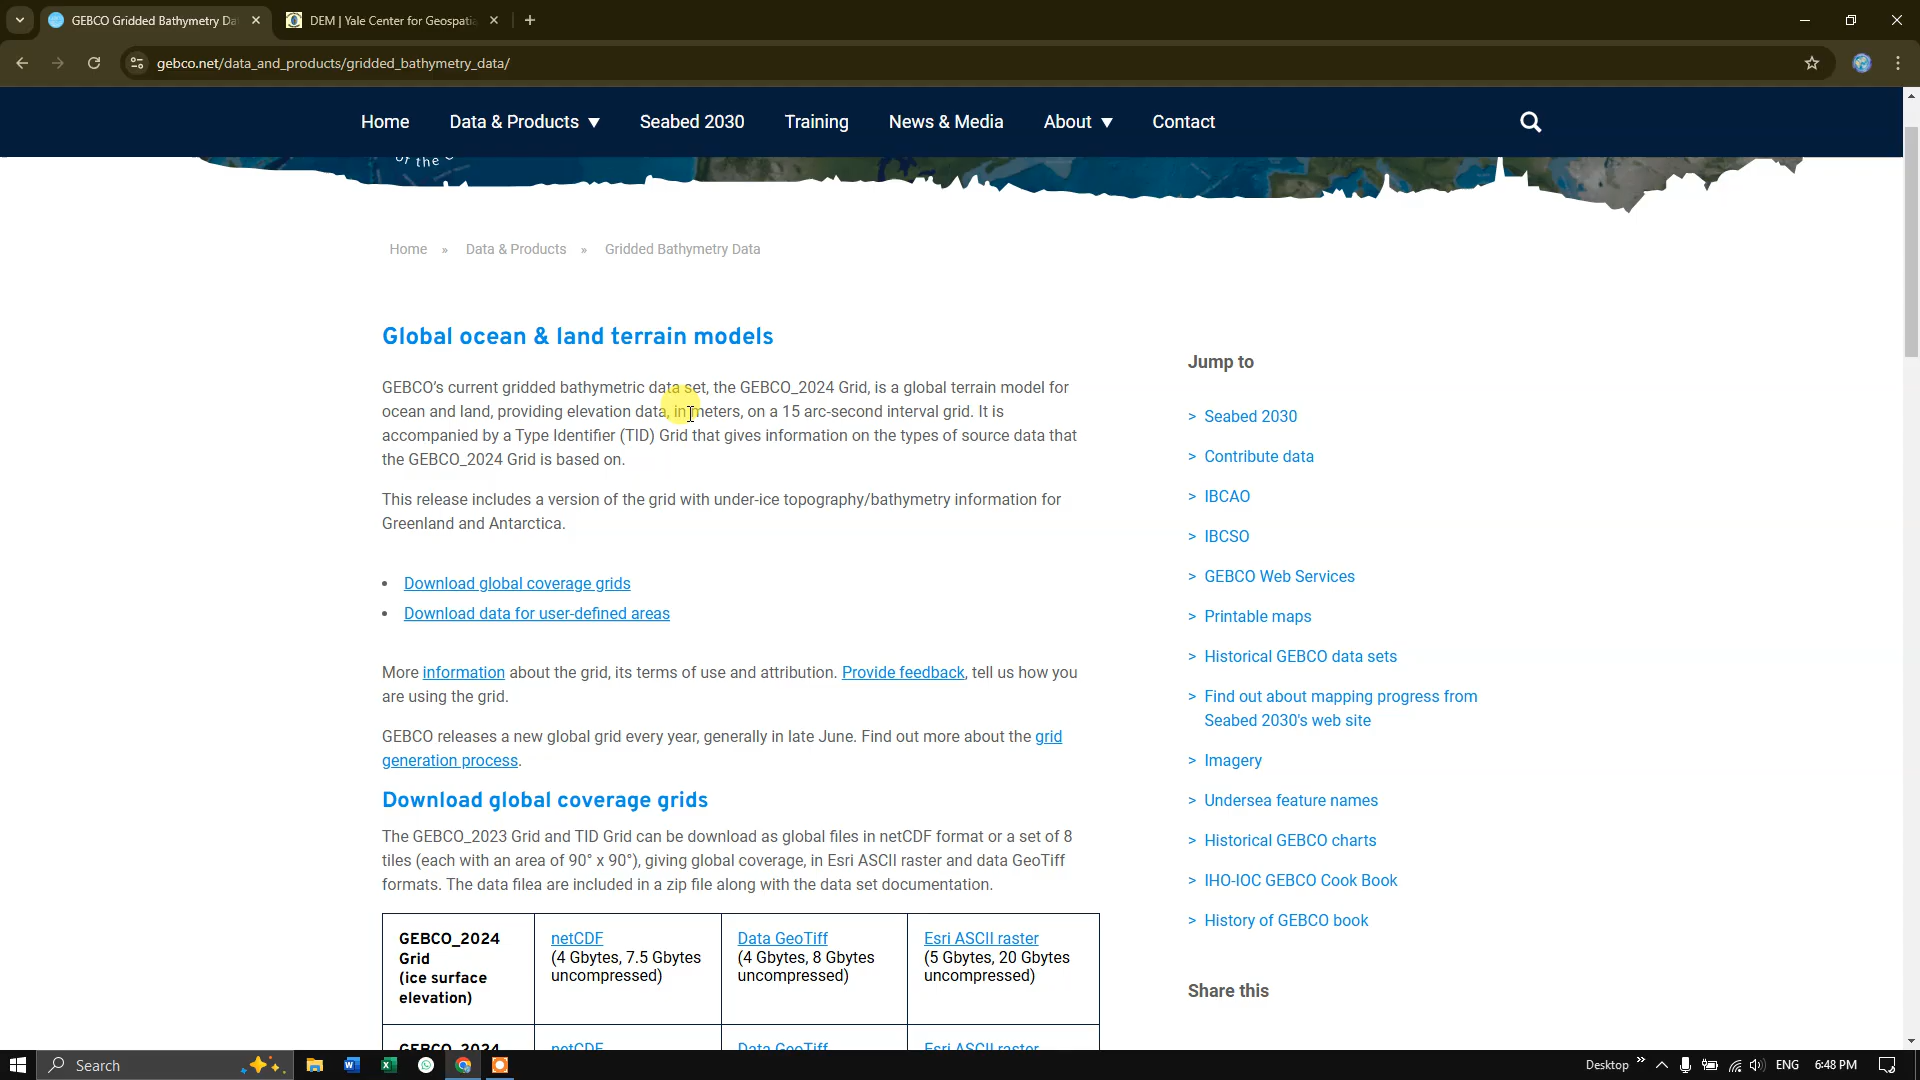 GEBCO Gridded Bathymetry Da
DEM | Yale Center for Geospatia
gebco.net/data_and_products/gridded_bathymetry_data/
Home
Data & Products ▼
Seabed 2030
Training
News & Media
About ▼
Contact
of the
Home » Data & Products » Gridded Bathymetry Data
Global ocean & land terrain models
GEBCO's current gridded bathymetric data set, the GEBCO_2024 Grid, is a global terrain model for
ocean and land, providing elevation data, in meters, on a 15 arc-second interval grid. It is
accompanied by a Type Identifier (TID) Grid that gives information on the types of source data that
the GEBCO_2024 Grid is based on.
This release includes a version of the grid with under-ice topography/bathymetry information for
Greenland and Antarctica.
• Download global coverage grids
• Download data for user-defined areas
More information about the grid, its terms of use and attribution. Provide feedback, tell us how you
are using the grid.
GEBCO releases a new global grid every year, generally in late June. Find out more about the grid
generation process.
Download global coverage grids
The GEBCO_2023 Grid and TID Grid can be download as global files in netCDF format or a set of 8
tiles (each with an area of 90° x 90°), giving global coverage, in Esri ASCII raster and data GeoTiff
formats. The data filea are included in a zip file along with the data set documentation.
GEBCO_2024
Grid
(ice surface
elevation)
netCDF
(4 Gbytes, 7.5 Gbytes
uncompressed)
Data GeoTiff
(4 Gbytes, 8 Gbytes
uncompressed)
Esri ASCII raster
(5 Gbytes, 20 Gbytes
uncompressed)
GEBCO_2024
netCDF
Data GeoTiff
Esri ASCII raster
Jump to
> Seabed 2030
> Contribute data
> IBCAO
> IBCSO
> GEBCO Web Services
> Printable maps
> Historical GEBCO data sets
> Find out about mapping progress from
Seabed 2030's web site
> Imagery
> Undersea feature names
> Historical GEBCO charts
> IHO-IOC GEBCO Cook Book
> History of GEBCO book
Share this
Search
Desktop
ENG
6:48 PM